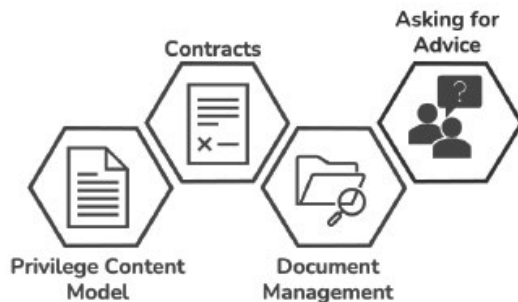 Asking for
Advice
Contracts
?
Privilege Content
Model
Document
Management